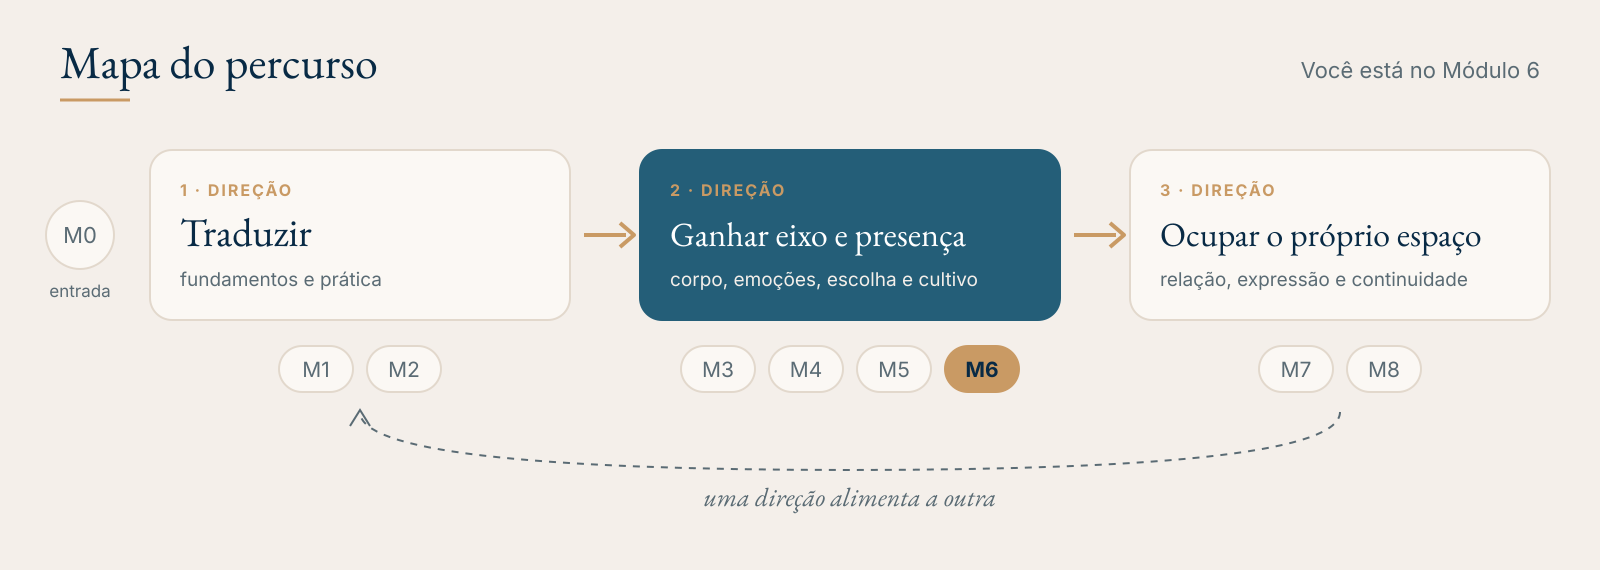 Mapa do percurso
Você está no Módulo 6
M0
entrada
1 · DIREÇÃO
Traduzir
fundamentos e prática
M1
M2
2 · DIREÇÃO
Ganhar eixo e presença
corpo, emoções, escolha e cultivo
M3
M4
M5
M6
3 · DIREÇÃO
Ocupar o próprio espaço
relação, expressão e continuidade
M7
M8
uma direção alimenta a outra